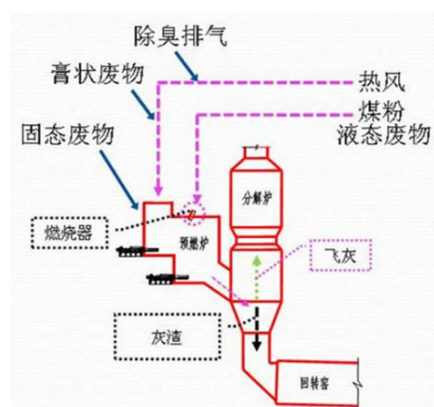 除臭排气
膏状废物
热风
煤粉
固态废物
液态废物
分解炉
燃烧器
预燃炉
飞灰
灰渣
回转窑